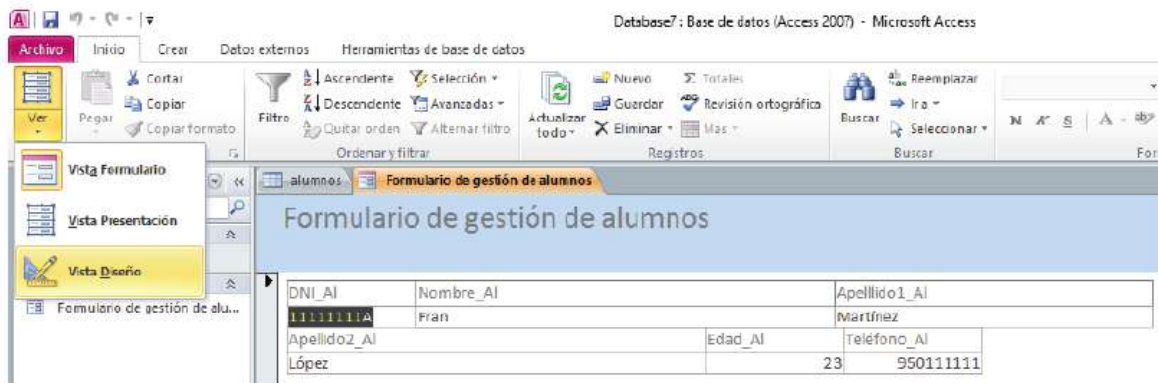 Database7 : Base de datos (Access 2007) - Microsoft Access
Archivo Inicio Crear Datos externos Herramientas de base de datos
Ver
Pegar
Cortar
Copiar
Copiar formato
Filtro
Ascendente
Descendente
Quitar orden
Selección
Avanzadas
Alternar filtro
Ordenar y filtrar
Actualizar
todo
Nuevo
Guardar
Eliminar
Totales
Revisión ortográfica
Más
Registros
Buscar
Reemplazar
Ir a
Seleccionar
Buscar
N K S A
For
Vista Formulario
Vista Presentación
Vista Diseño
Formulario de gestión de alu...
alumnos Formulario de gestión de alumnos
Formulario de gestión de alumnos
DNI_Al Nombre_Al Apelllido1_Al
11111111A Fran Martínez
Apellido2_Al Edad_Al Teléfono_Al
López 23 950111111